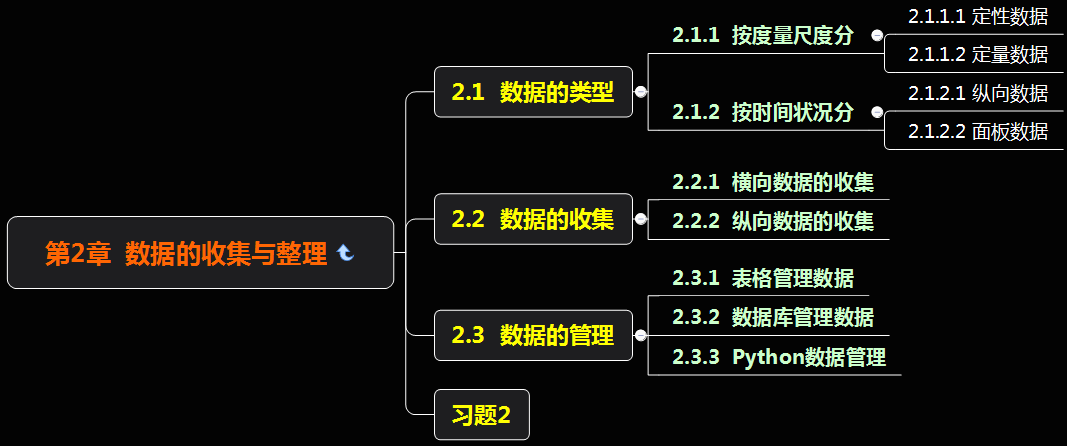 第2章 数据的收集与整理
2.1 数据的类型
2.1.1 按度量尺度分
2.1.1.1 定性数据
2.1.1.2 定量数据
2.1.2 按时间状况分
2.1.2.1 纵向数据
2.1.2.2 面板数据
2.2 数据的收集
2.2.1 横向数据的收集
2.2.2 纵向数据的收集
2.3 数据的管理
2.3.1 表格管理数据
2.3.2 数据库管理数据
2.3.3 Python数据管理
习题2